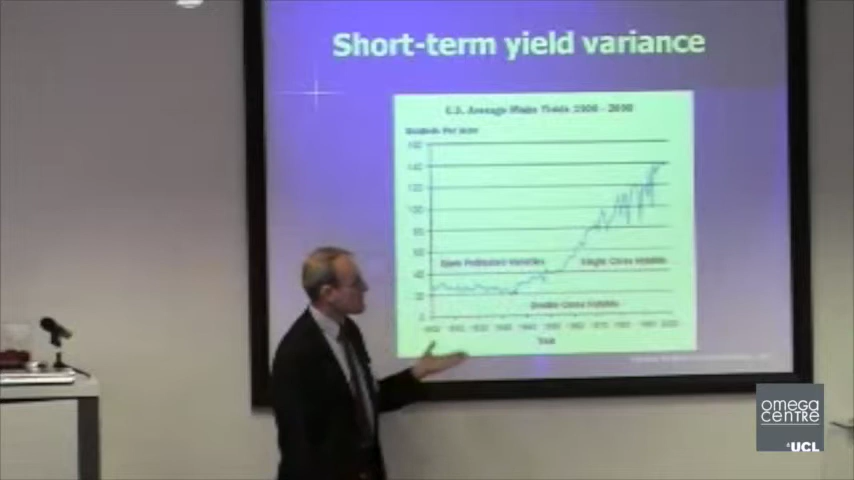 Short-term yield variance
U.S. Average Maize Yields 1900 - 2000
Bushels Per Acre
160
140
120
100
80
60
Open Pollinated Varieties
Single Cross Hybrids
40
20
Double Cross Hybrids
0
Year
omega
centre
UCL